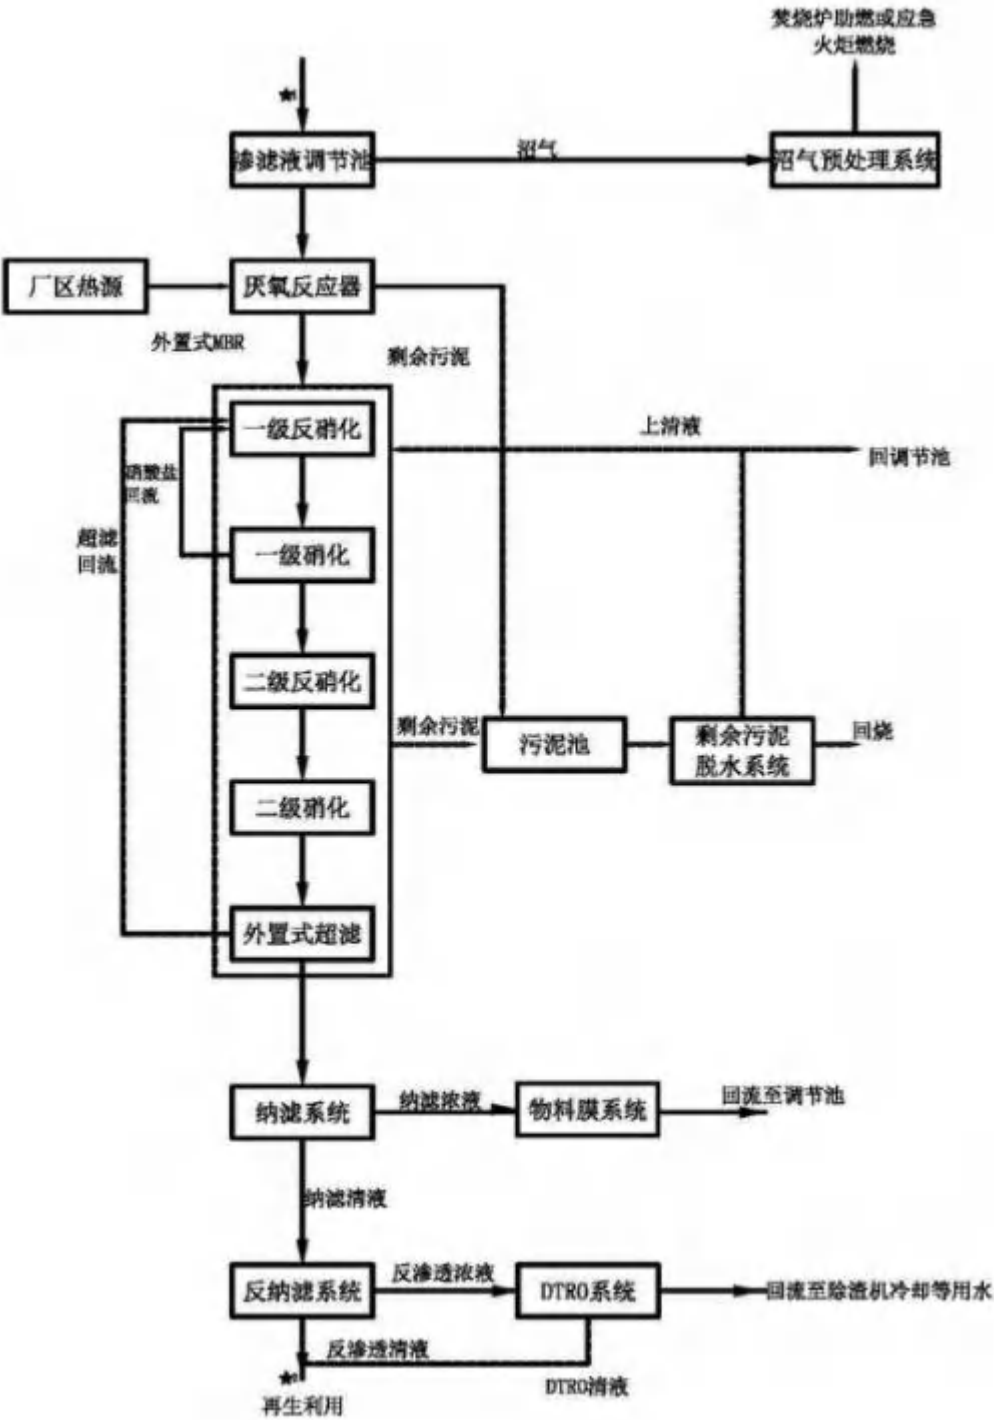 焚烧炉助燃或应急
火炬燃烧
渗滤液调节池
沼气
沼气预处理系统
厂区热源
厌氧反应器
外置式MBR
剩余污泥
一级反硝化
上清液
回调节池
硝酸盐
回流
超滤
回流
一级硝化
二级反硝化
剩余污泥
污泥池
剩余污泥
脱水系统
回烧
二级硝化
外置式超滤
纳滤系统
纳滤浓液
物料膜系统
回流至调节池
纳滤清液
反纳滤系统
反渗透浓液
DTRO系统
回流至除渣机冷却等用水
反渗透清液
DTRO清液
再生利用